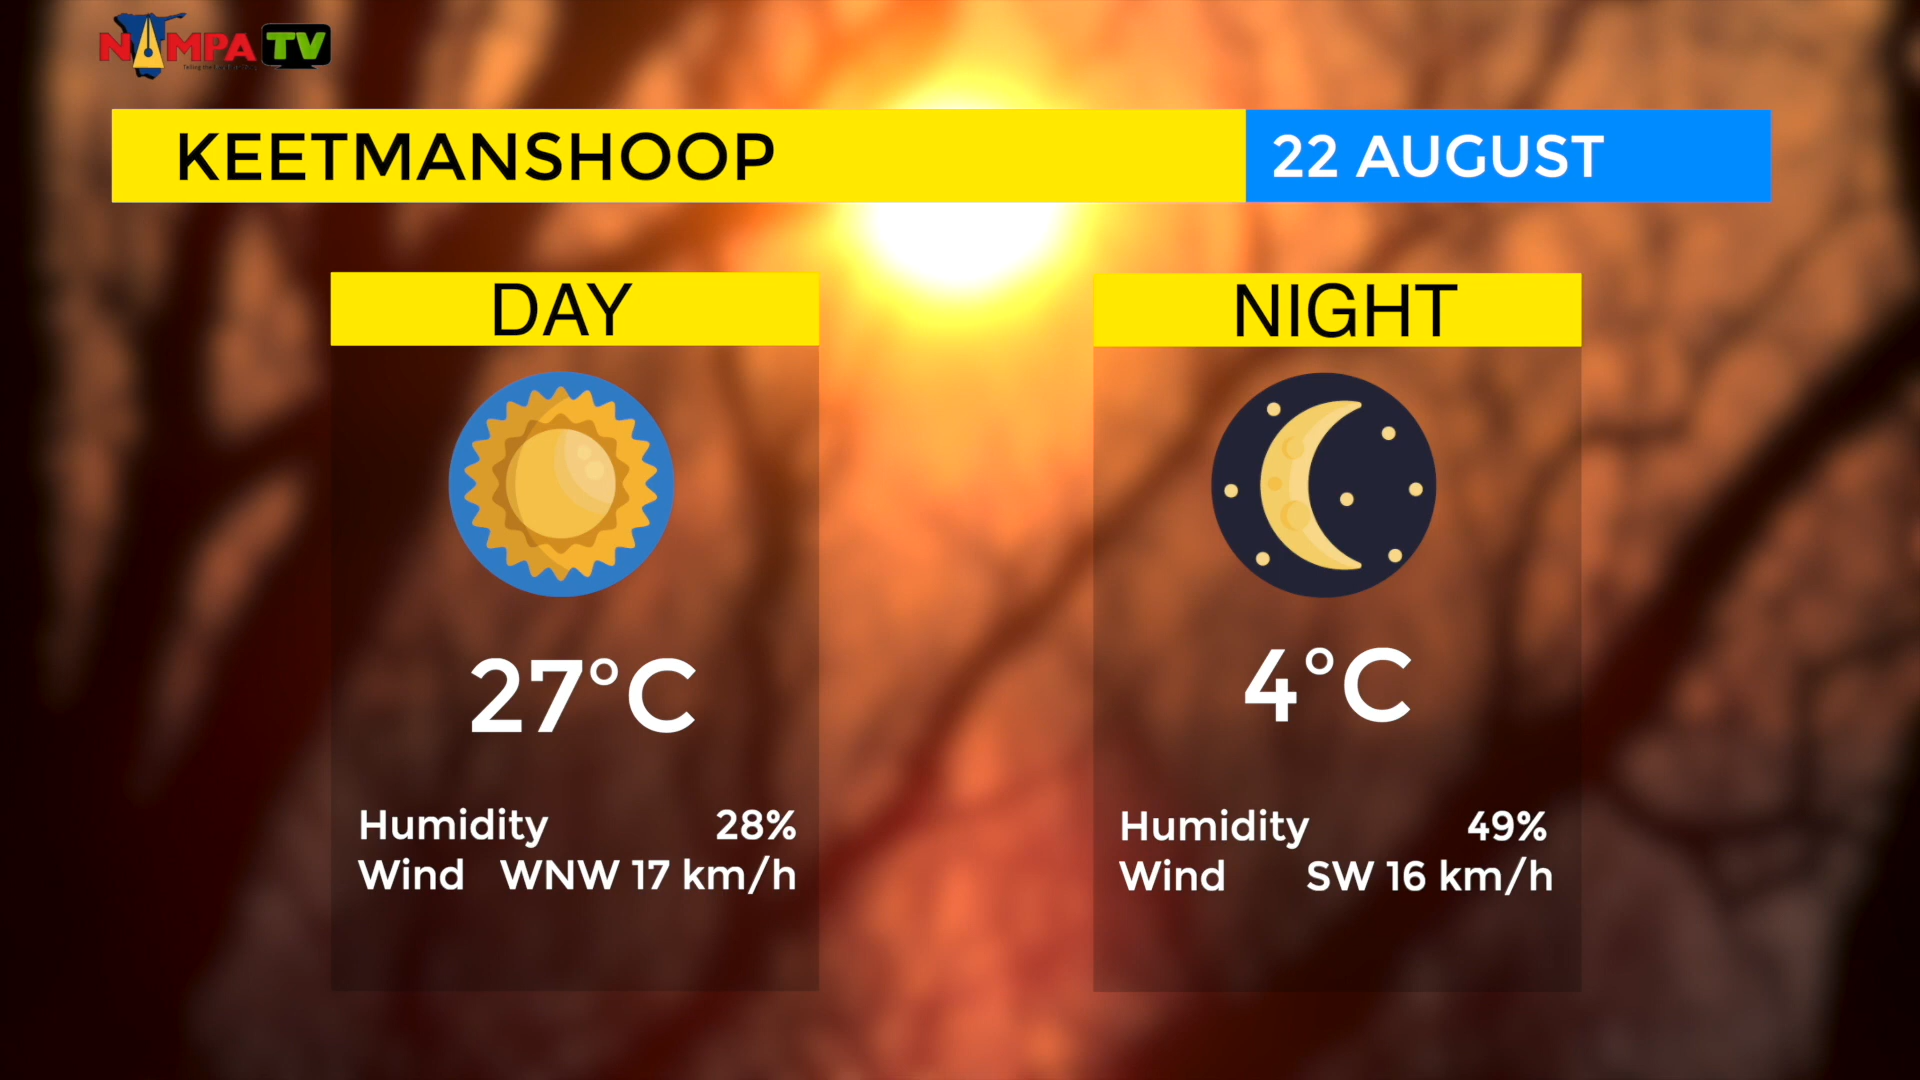 NAMPA TV
KEETMANSHOOP
22 AUGUST
DAY
27°C
Humidity 28%
Wind WNW 17 km/h
NIGHT
4°C
Humidity 49%
Wind SW 16 km/h